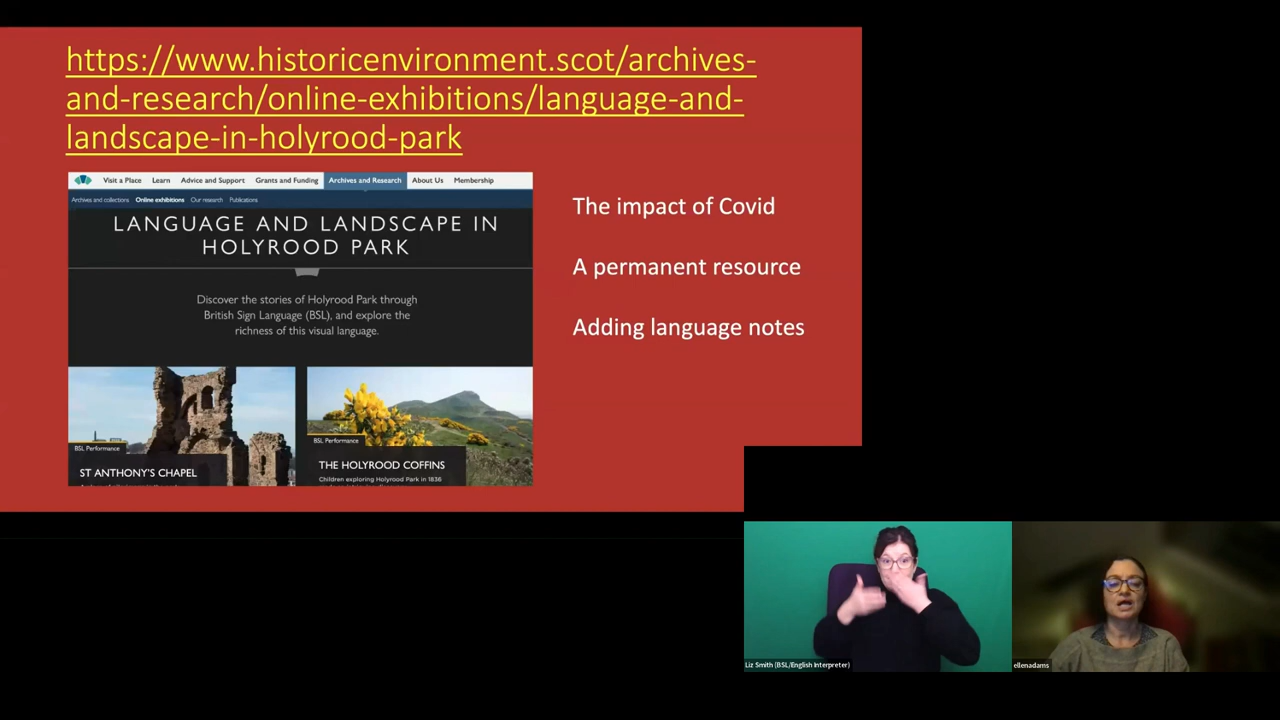 https://www.historicenvironment.scot/archives-
and-research/online-exhibitions/language-and-
landscape-in-holyrood-park
Visit a Place Learn Advice and Support Grants and Funding Archives and Research About Us Membership
Archives and collections Online exhibitions Our research Publications
LANGUAGE AND LANDSCAPE IN
HOLYROOD PARK
Discover the stories of Holyrood Park through
British Sign Language (BSL), and explore the
richness of this visual language.
BSL Performance
ST ANTHONY'S CHAPEL
BSL Performance
THE HOLYROOD COFFINS
Children exploring Holyrood Park in 1836
The impact of Covid
A permanent resource
Adding language notes
Liz Smith (BSL/English Interpreter)
ellenadams